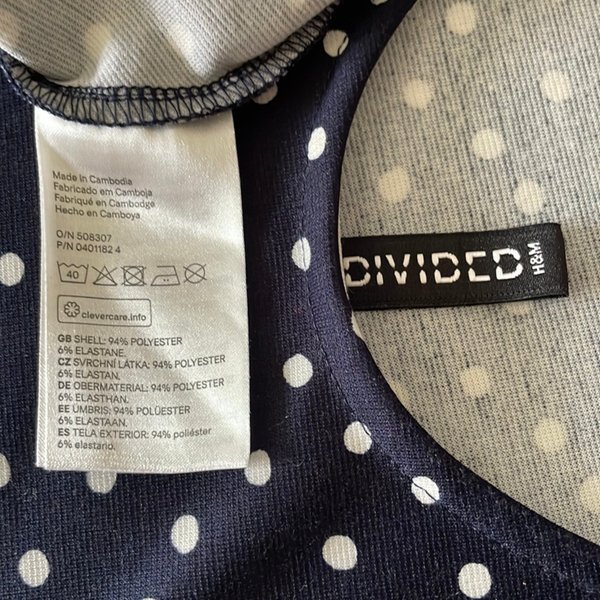 Made in Cambodia
Fabricado em Camboja
Fabriqué en Cambodge
Hecho en Camboya
O/N 508307
P/N 0401182 4
40
clevercare.info
GB SHELL: 94% POLYESTER
6% ELASTANE.
CZ SVRCHNÍ LÁTKA: 94% POLYESTER
6% ELASTAN.
DE OBERMATERIAL: 94% POLYESTER
6% ELASTHAN.
EE ÜMBRIS: 94% POLÜESTER
6% ELASTAAN.
ES TELA EXTERIOR: 94% poliéster
6% elastano.
DIVIDED
H&M